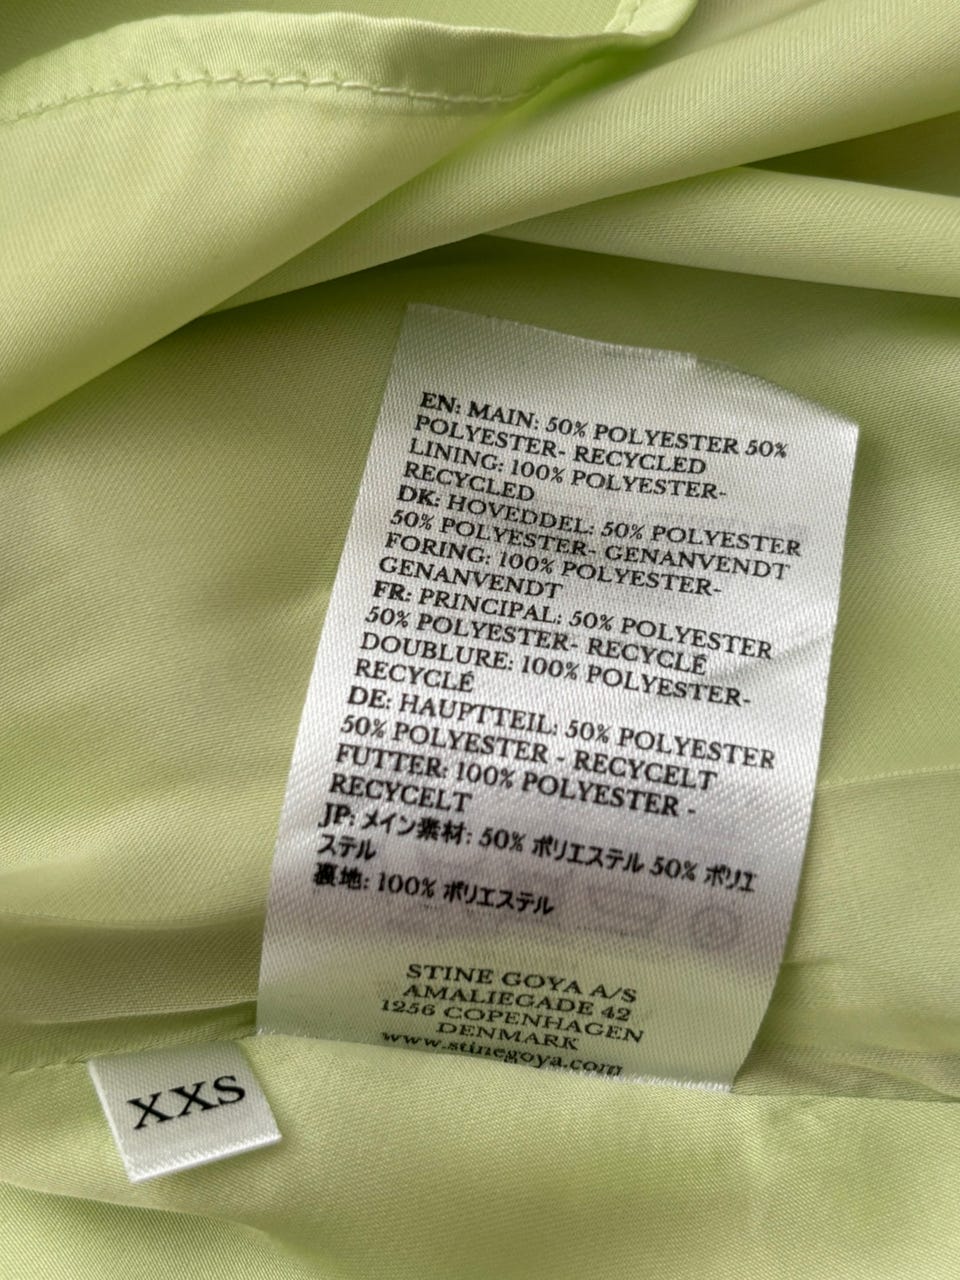 EN: MAIN: 50% POLYESTER 50%
POLYESTER- RECYCLED
LINING: 100% POLYESTER-
RECYCLED
DK: HOVEDDEL: 50% POLYESTER
50% POLYESTER- GENANVENDT
FORING: 100% POLYESTER-
GENANVENDT
FR: PRINCIPAL: 50% POLYESTER
50% POLYESTER- RECYCLÉ
DOUBLURE: 100% POLYESTER-
RECYCLÉ
DE: HAUPTTEIL: 50% POLYESTER
50% POLYESTER - RECYCELT
FUTTER: 100% POLYESTER -
RECYCELT
JP: メイン素材: 50% ポリエステル 50% ポリエ
ステル
裏地: 100% ポリエステル
STINE GOYA A/S
AMALIEGADE 42
1256 COPENHAGEN
DENMARK
www.stinegoya.com
XXS